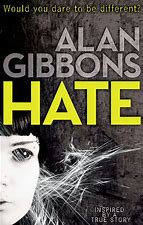 Would you dare to be different?
ALAN
GIBBONS
HATE
INSPIRED BY A
TRUE STORY